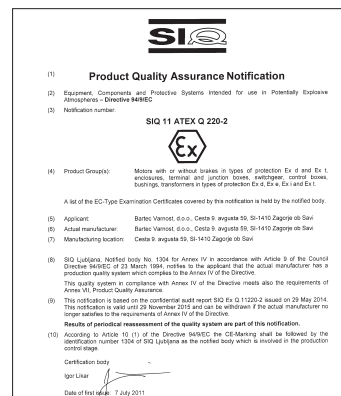 SIQ
(1) Product Quality Assurance Notification
(2) Equipment, Components and Protective Systems Intended for use in Potentially Explosive
Atmospheres – Directive 94/9/EC
(3) Notification number:
SIQ 11 ATEX Q 220-2
Ex
(4) Product Group(s): Motors with or without brakes in types of protection Ex d and Ex t,
enclosures, terminal and junction boxes, switchgear, control boxes,
bushings, transformers in types of protection Ex d, Ex e, Ex i and Ex t.
A list of the EC-Type Examination Certificates covered by this notification is held by the notified body.
(5) Applicant: Bartec Varnost, d.o.o., Cesta 9. avgusta 59, SI-1410 Zagorje ob Savi
(6) Actual manufacturer: Bartec Varnost, d.o.o., Cesta 9. avgusta 59, SI-1410 Zagorje ob Savi
(7) Manufacturing location: Cesta 9. avgusta 59, SI-1410 Zagorje ob Savi
(8) SIQ Ljubljana, Notified body No. 1304 for Annex IV in accordance with Article 9 of the Council
Directive 94/9/EC of 23 March 1994, notifies to the applicant that the actual manufacturer has a
production quality system which complies to the Annex IV of the Directive.
This quality system in compliance with Annex IV of the Directive meets also the requirements of
Annex VII, Product Quality Assurance.
(9) This notification is based on the confidential audit report SIQ Ex Q.11220-2 issued on 29 May 2014.
This notification is valid until 29 November 2015 and can be withdrawn if the actual manufacturer no
longer satisfies to the requirements of Annex IV of the Directive.
Results of periodical reassessment of the quality system are part of this notification.
(10) According to Article 10 (1) of the Directive 94/9/EC the CE-Marking shall be followed by the
identification number 1304 of SIQ Ljubljana as the notified body which is involved in the production
control stage.
Certification body
Igor Likar
Date of first issue: 7 July 2011